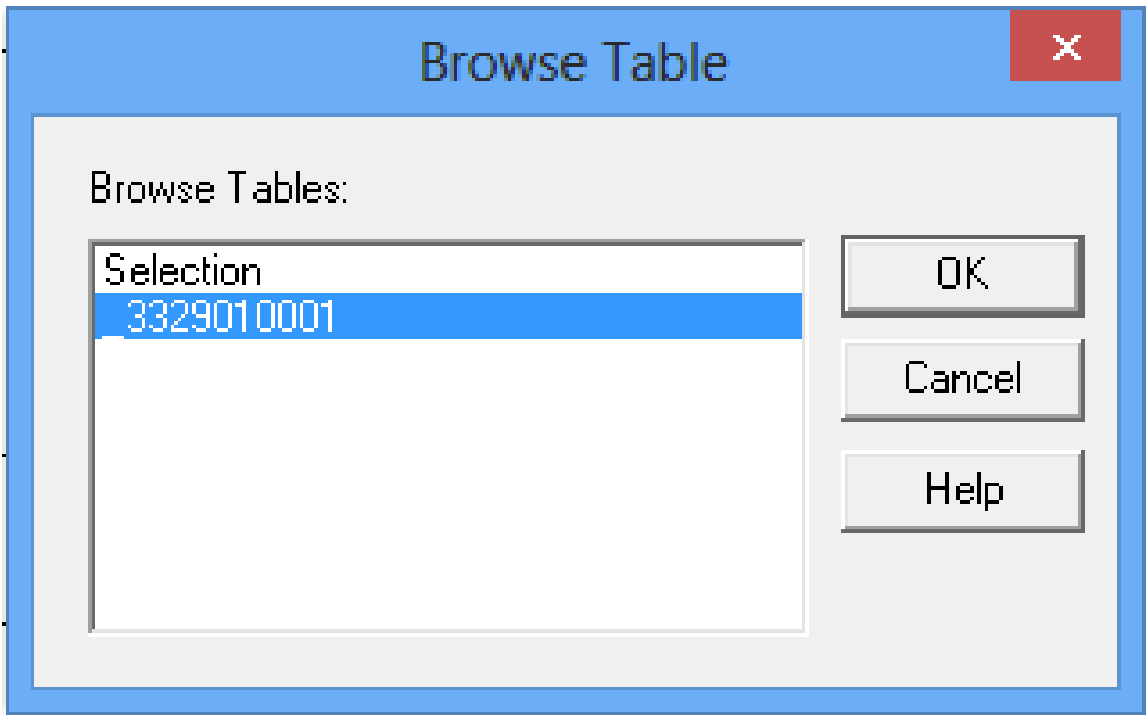 Browse Table
x
Browse Tables:
Selection
_3329010001
OK
Cancel
Help